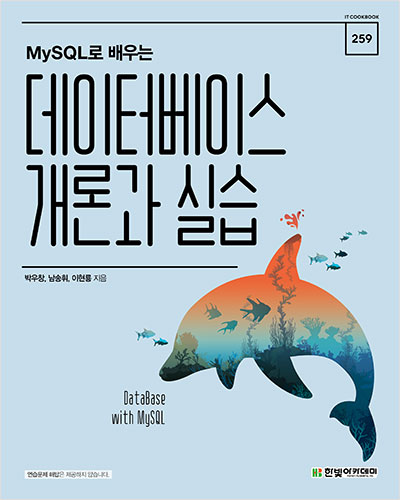 IT COOKBOOK
259
MySQL로 배우는
데이터베이스
개론과 실습
박우창, 남송휘, 이현룡 지음
DataBase
with MySQL
연습문제 해답은 제공하지 않습니다.
HB 한빛아카데미